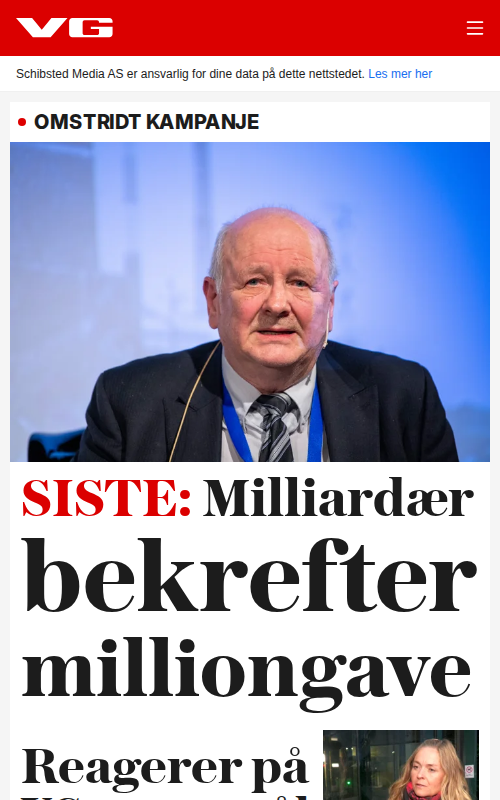 VG
Schibsted Media AS er ansvarlig for dine data på dette nettstedet. Les mer her
OMSTRIDT KAMPANJE
SISTE: Milliardær
bekrefter
milliongave
Reagerer på